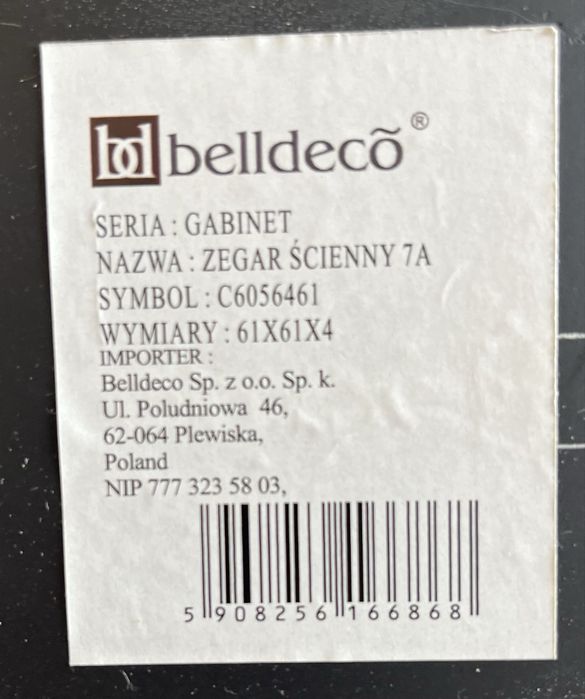 bd belldecõ ®
SERIA : GABINET
NAZWA : ZEGAR ŚCIENNY 7A
SYMBOL : C6056461
WYMIARY : 61X61X4
IMPORTER :
Belldeco Sp. z o.o. Sp. k.
Ul. Poludniowa 46,
62-064 Plewiska,
Poland
NIP 777 323 58 03,
5 908256 166868